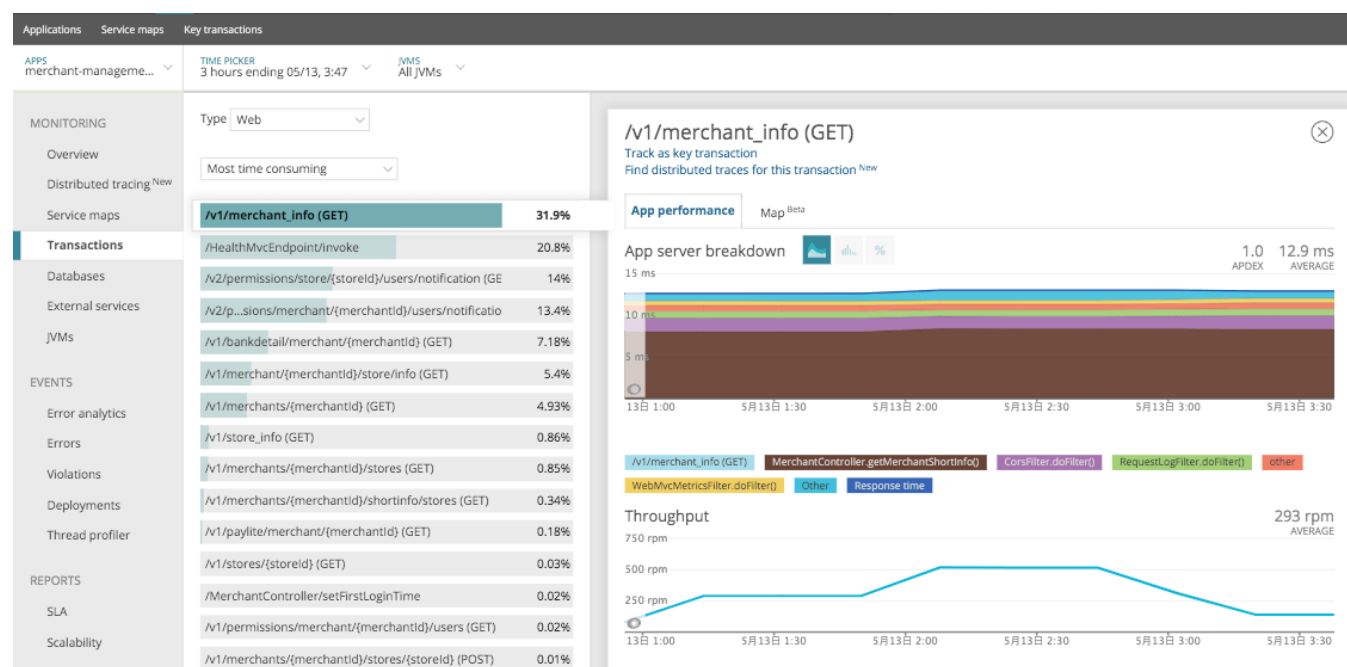 Applications Service maps Key transactions
APPS
merchant-manageme...
TIME PICKER
3 hours ending 05/13, 3:47
JVMS
All JVMs
MONITORING
Overview
Distributed tracing New
Service maps
Transactions
Databases
External services
JVMs
EVENTS
Error analytics
Errors
Violations
Deployments
Thread profiler
REPORTS
SLA
Scalability
Type Web
Most time consuming
/v1/merchant_info (GET) 31.9%
/HealthMvcEndpoint/invoke 20.8%
/v2/permissions/store/{storeId}/users/notification (GE 14%
/v2/p...sions/merchant/{merchantId}/users/notificatio 13.4%
/v1/bankdetail/merchant/{merchantId} (GET) 7.18%
/v1/merchant/{merchantId}/store/info (GET) 5.4%
/v1/merchants/{merchantId} (GET) 4.93%
/v1/store_info (GET) 0.86%
/v1/merchants/{merchantId}/stores (GET) 0.85%
/v1/merchants/{merchantId}/shortinfo/stores (GET) 0.34%
/v1/paylite/merchant/{merchantId} (GET) 0.18%
/v1/stores/{storeId} (GET) 0.03%
/MerchantController/setFirstLoginTime 0.02%
/v1/permissions/merchant/{merchantId}/users (GET) 0.02%
/v1/merchants/{merchantId}/stores/{storeId} (POST) 0.01%
/v1/merchant_info (GET)
Track as key transaction
Find distributed traces for this transaction New
App performance Map Beta
App server breakdown % 1.0 12.9 ms
APDEX AVERAGE
15 ms
10 ms
5 ms
13日 1:00 5月13日 1:30 5月13日 2:00 5月13日 2:30 5月13日 3:00 5月13日 3:30
/v1/merchant_info (GET) MerchantController.getMerchantShortInfo() CorsFilter.doFilter() RequestLogFilter.doFilter() other
WebMvcMetricsFilter.doFilter() Other Response time
Throughput 293 rpm
AVERAGE
750 rpm
500 rpm
250 rpm
13日 1:00 5月13日 1:30 5月13日 2:00 5月13日 2:30 5月13日 3:00 5月13日 3:30